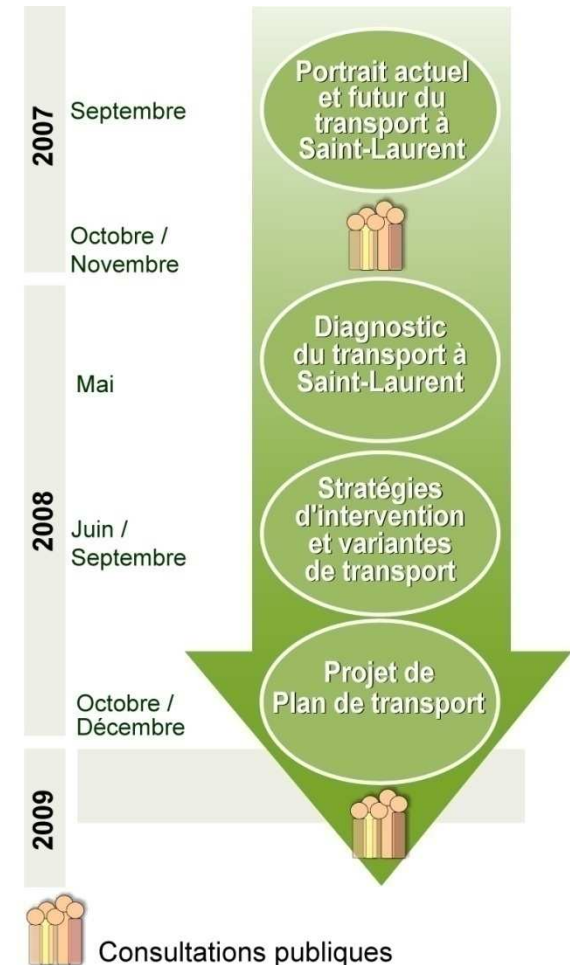 2007
Septembre
Portrait actuel
et futur du
transport à
Saint-Laurent
Octobre /
Novembre
2008
Mai
Diagnostic
du transport à
Saint-Laurent
Juin /
Septembre
Stratégies
d'intervention
et variantes
de transport
Octobre /
Décembre
Projet de
Plan de transport
2009
Consultations publiques